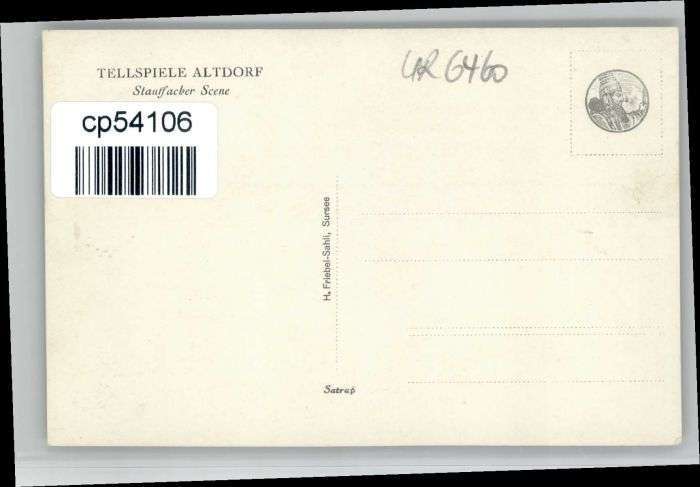 TELLSPIELE ALTDORF
Stauffacher Scene
UR 6460
cp54106
H. Friebel-Sahli, Sursee
Satrap